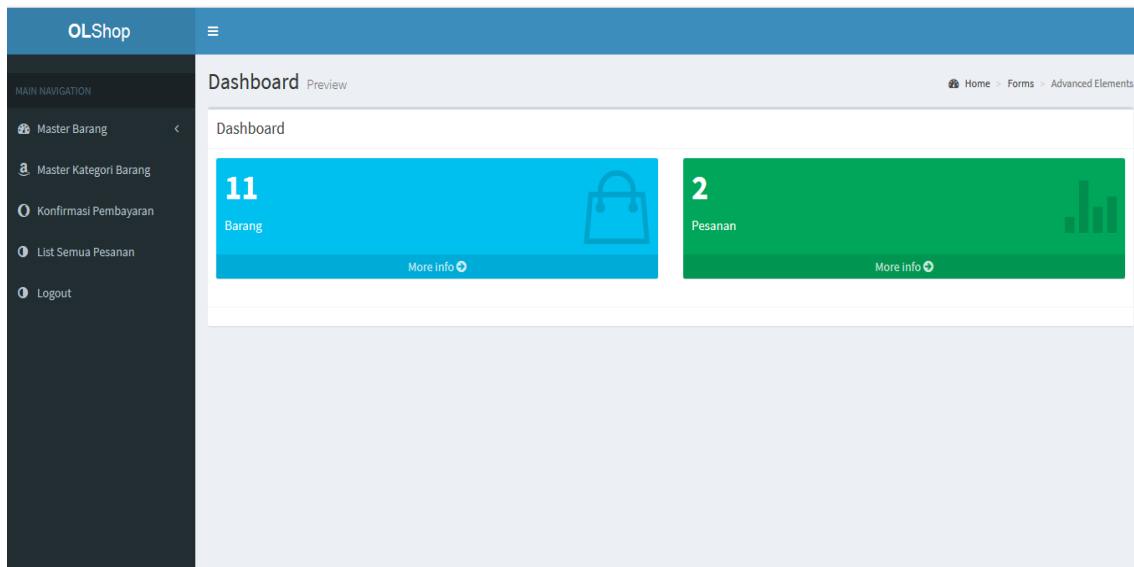 OLShop
MAIN NAVIGATION
Master Barang
Master Kategori Barang
Konfirmasi Pembayaran
List Semua Pesanan
Logout
Dashboard Preview
Home > Forms > Advanced Elements
Dashboard
11
Barang
More info
2
Pesanan
More info